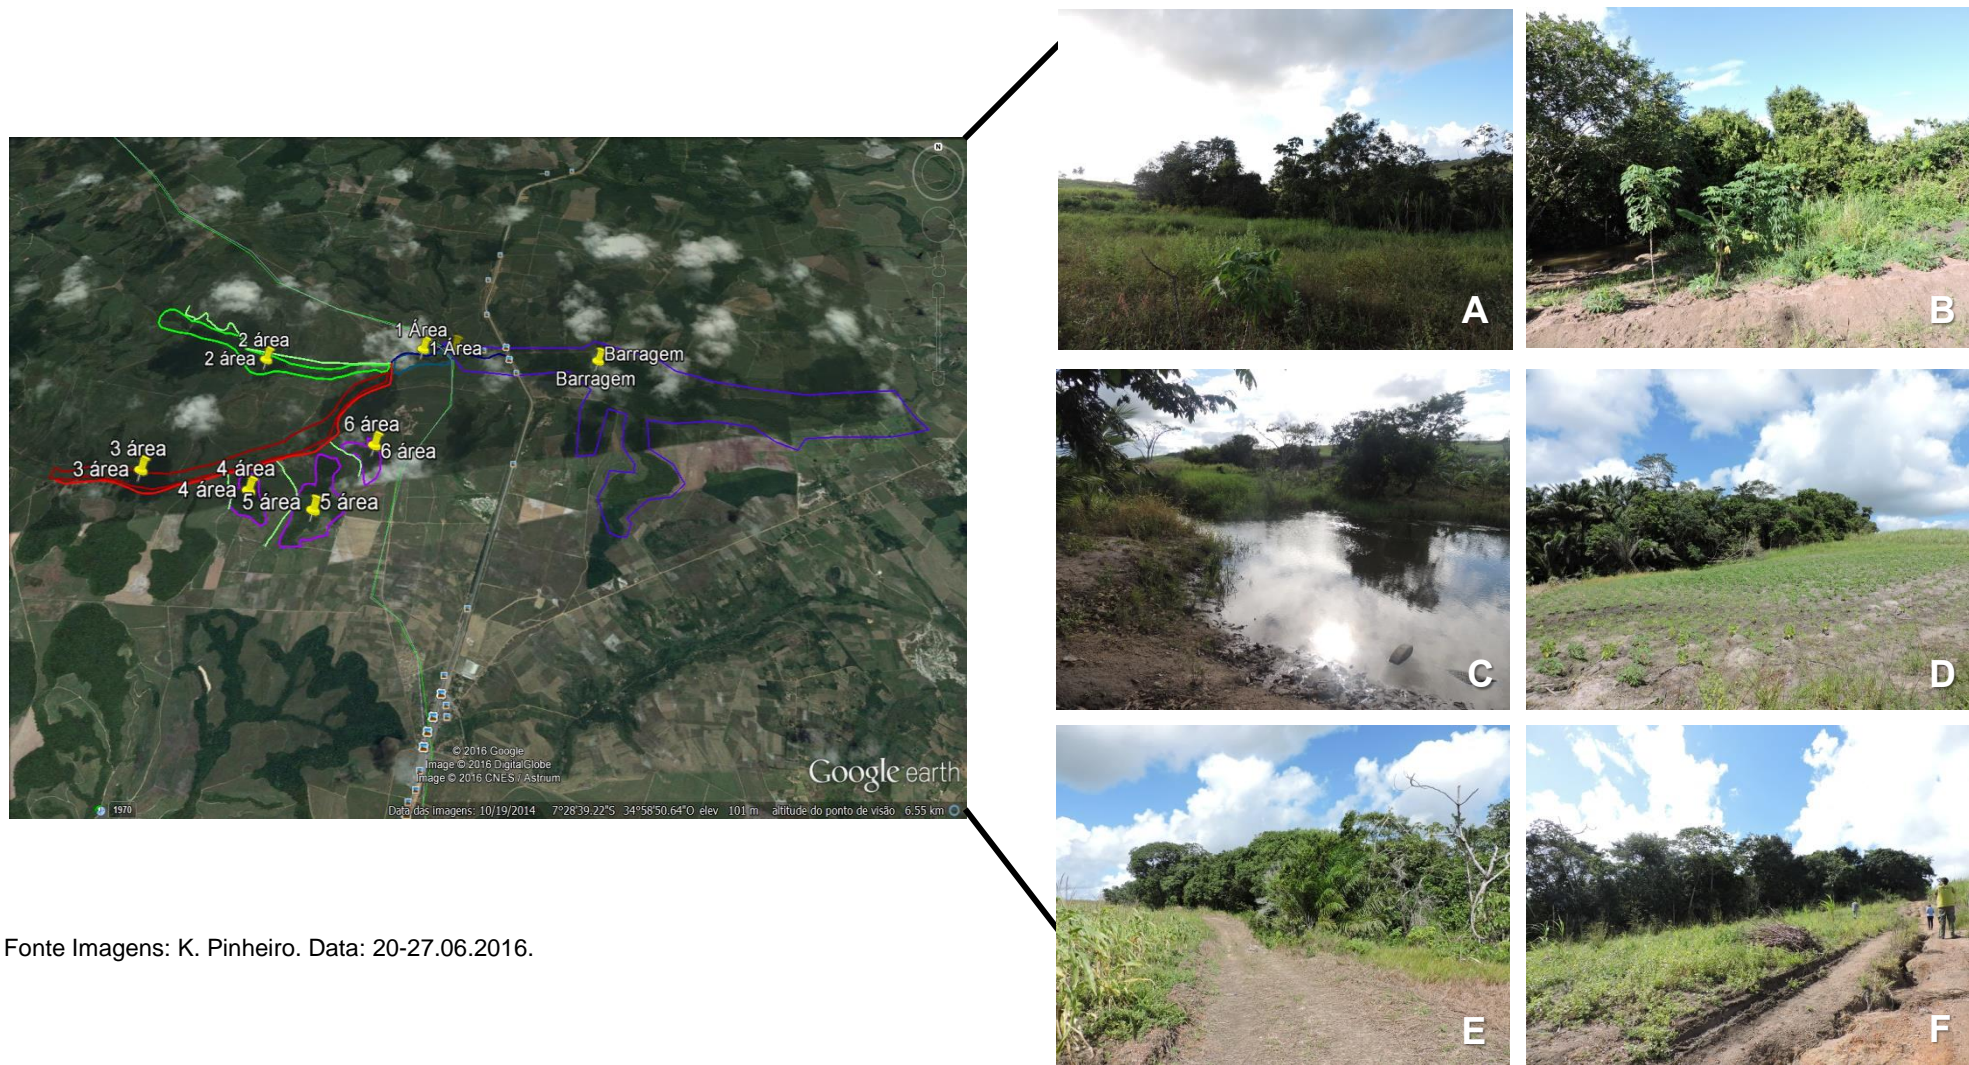 N
1 Área
1 Área
2 área
2 área
Barragem
Barragem
6 área
6 área
3 área
3 área
4 área
4 área
5 área
5 área
© 2016 Google
Image © 2016 DigitalGlobe
Image © 2016 CNES / Astrium
Google earth
1970
Data das imagens: 10/19/2014 7°28'39.22"S 34°58'50.64"O elev 101 m altitude do ponto de visão 6.55 km
A
B
C
D
E
F
Fonte Imagens: K. Pinheiro. Data: 20-27.06.2016.